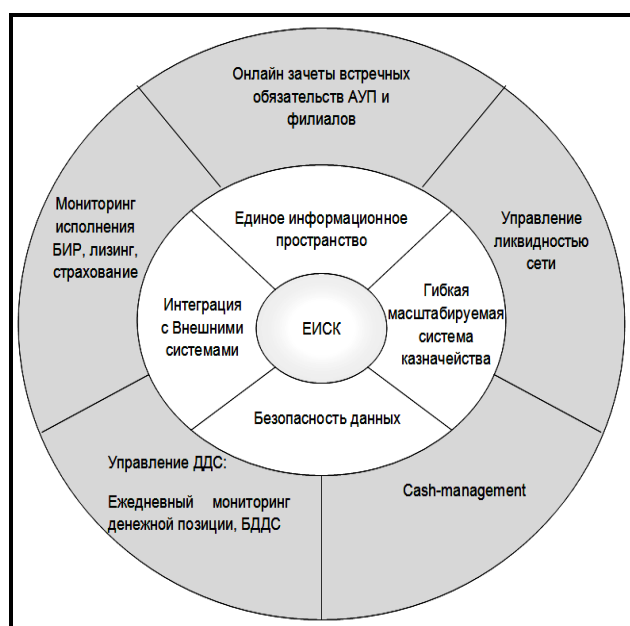 Онлайн зачеты встречных
обязательств АУП и
филиалов
Мониторинг
исполнения
БИР, лизинг,
страхование
Управление
ликвидностью
сети
Единое информационное
пространство
Интеграция
с Внешними
системами
ЕИСК
Гибкая
масштабируемая
система
казначейства
Безопасность данных
Управление ДДС:
Ежедневный мониторинг
денежной позиции, БДДС
Cash-management